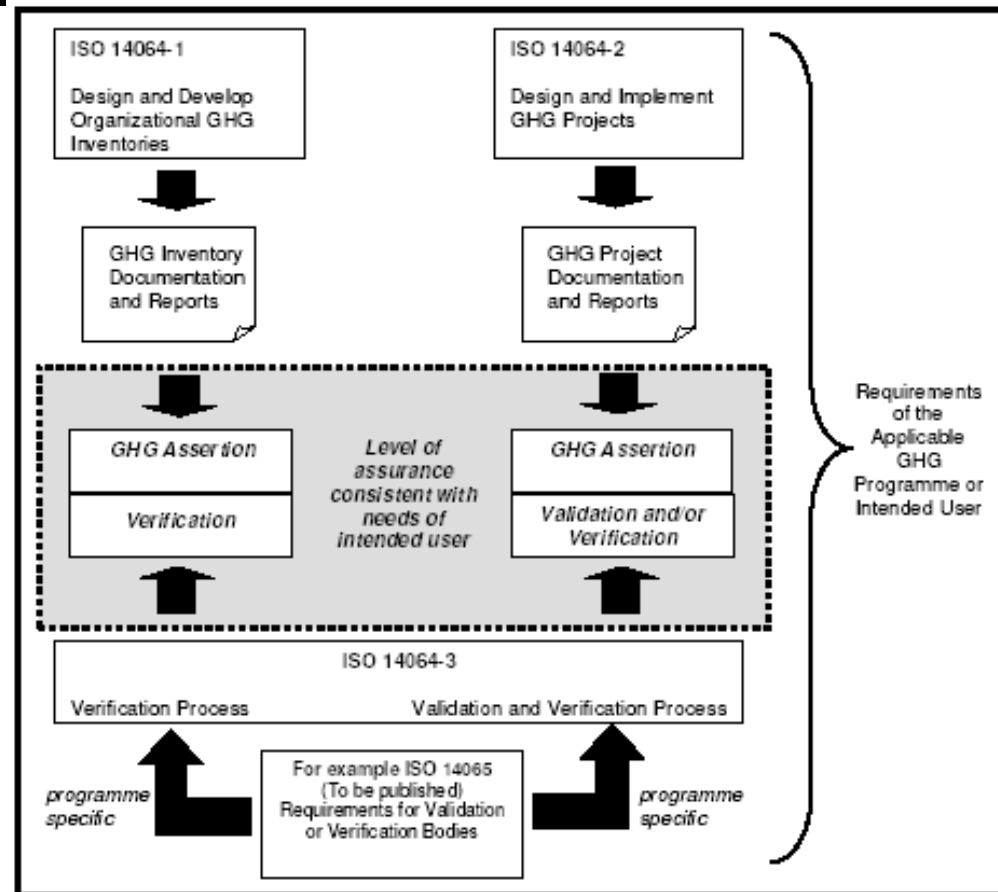 ISO 14064-1
Design and Develop
Organizational GHG
Inventories
ISO 14064-2
Design and Implement
GHG Projects
GHG Inventory
Documentation
and Reports
GHG Project
Documentation
and Reports
Requirements
of the
Applicable
GHG
Programme or
Intended User
GHG Assertion
Verification
Level of
assurance
consistent with
needs of
intended user
GHG Assertion
Validation and/or
Verification
ISO 14064-3
Verification Process
Validation and Verification Process
programme
specific
For example ISO 14065
(To be published)
Requirements for Validation
or Verification Bodies
programme
specific